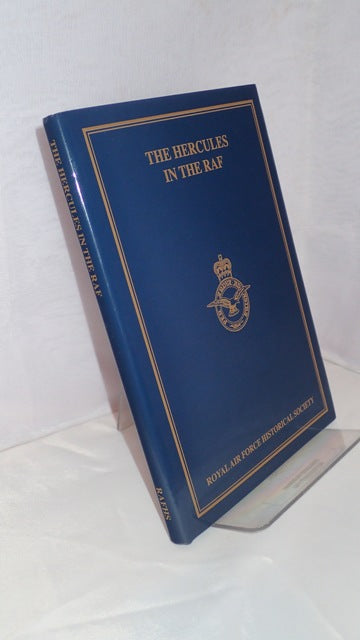 THE HERCULES
IN THE RAF
ROYAL AIR FORCE HISTORICAL SOCIETY
THE HERCULES IN THE RAF
RAFHS